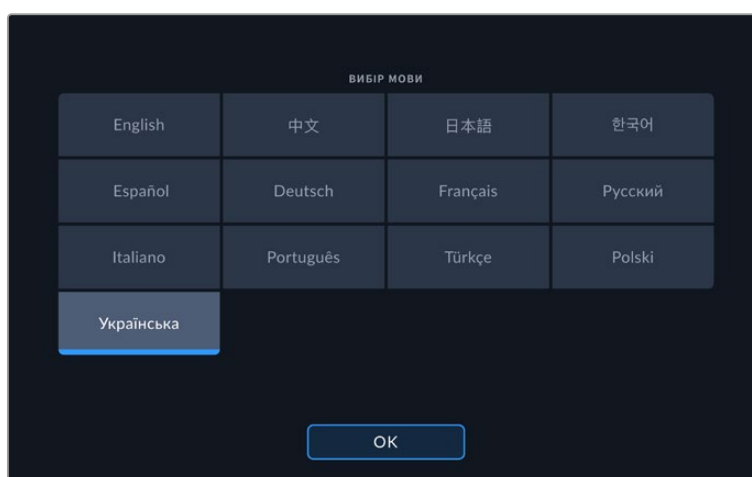 ВИБІР МОВИ
English
中文
日本語
한국어
Español
Deutsch
Français
Русский
Italiano
Português
Türkçe
Polski
Українська
OK